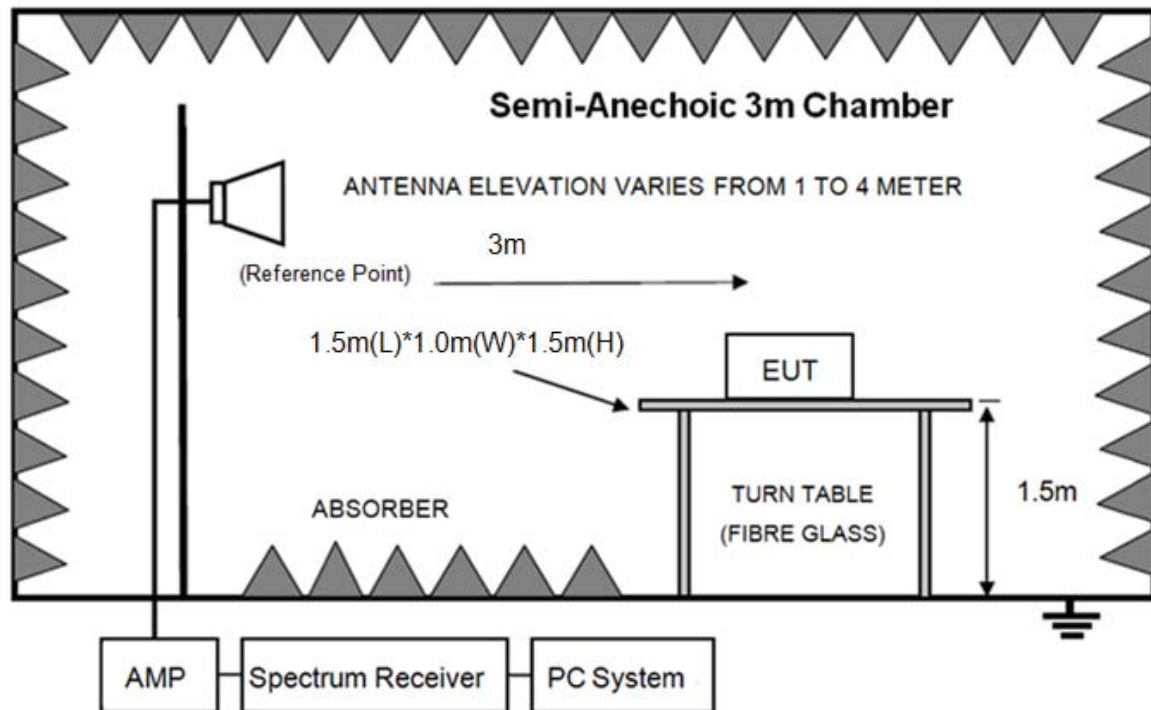 Semi-Anechoic 3m Chamber
ANTENNA ELEVATION VARIES FROM 1 TO 4 METER
3m
(Reference Point)
1.5m(L)*1.0m(W)*1.5m(H)
EUT
TURN TABLE
(FIBRE GLASS)
1.5m
ABSORBER
AMP
Spectrum Receiver
PC System